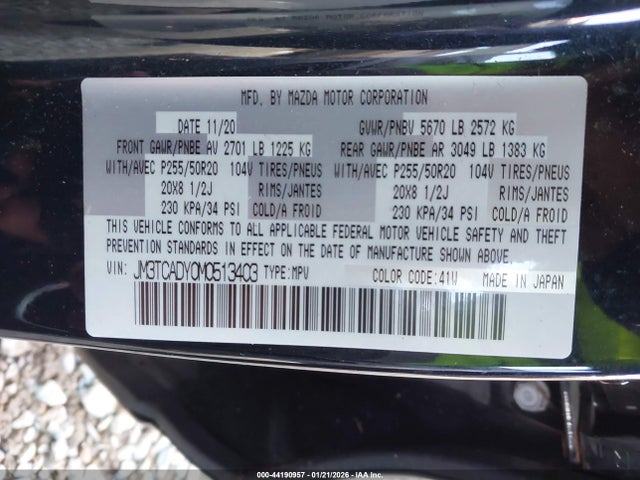 MFD. BY MAZDA MOTOR CORPORATION
DATE 11/20 GVWR/PNBV 5670 LB 2572 KG
FRONT GAWR/PNBE AV 2701 LB 1225 KG REAR GAWR/PNBE AR 3049 LB 1383 KG
WITH/AVEC P255/50R20 104V TIRES/PNEUS WITH/AVEC P255/50R20 104V TIRES/PNEUS
20X8 1/2J RIMS/JANTES 20X8 1/2J RIMS/JANTES
230 KPA/34 PSI COLD/A FROID 230 KPA/34 PSI COLD/A FROID
THIS VEHICLE CONFORMS TO ALL APPLICABLE FEDERAL MOTOR VEHICLE SAFETY AND THEFT
PREVENTION STANDARDS IN EFFECT ON THE DATE OF MANUFACTURE SHOWN ABOVE.
VIN: JM3TCADY0M0513403 TYPE: MPV COLOR CODE: 41W MADE IN JAPAN
000-44190957 - 01/21/2026 - IAA Inc.